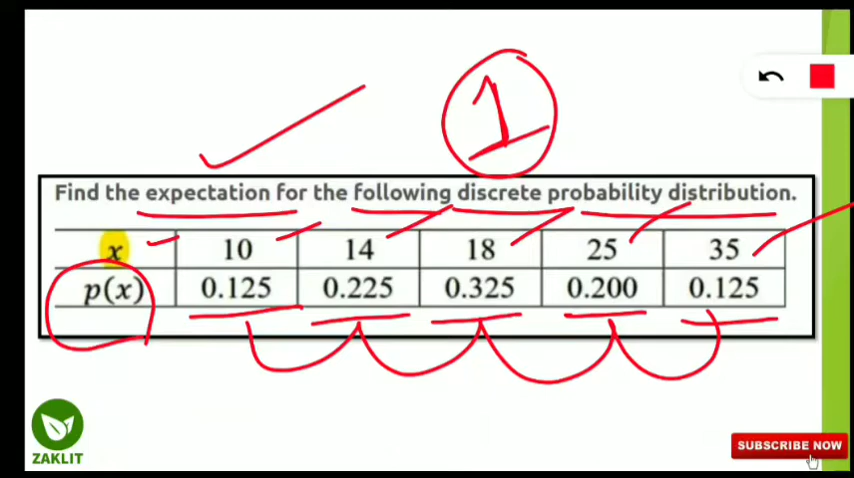 1
Find the expectation for the following discrete probability distribution.
x 10 14 18 25 35
p(x) 0.125 0.225 0.325 0.200 0.125
ZAKLIT
SUBSCRIBE NOW